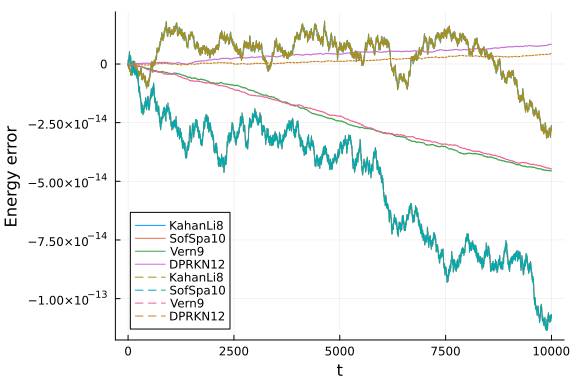 0
−2.50×10⁻¹⁴
−5.00×10⁻¹⁴
−7.50×10⁻¹⁴
−1.00×10⁻¹³
Energy error
KahanLi8
SofSpa10
Vern9
DPRKN12
KahanLi8
SofSpa10
Vern9
DPRKN12
0 2500 5000 7500 10000
t